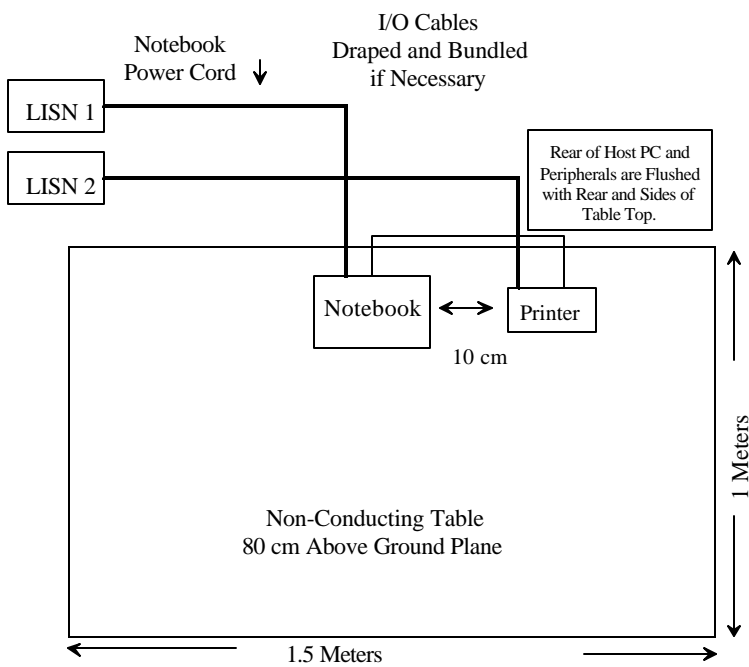 I/O Cables
Draped and Bundled
if Necessary
Notebook
Power Cord
LISN 1
LISN 2
Rear of Host PC and
Peripherals are Flushed
with Rear and Sides of
Table Top.
Notebook
Printer
10 cm
1 Meters
Non-Conducting Table
80 cm Above Ground Plane
1.5 Meters